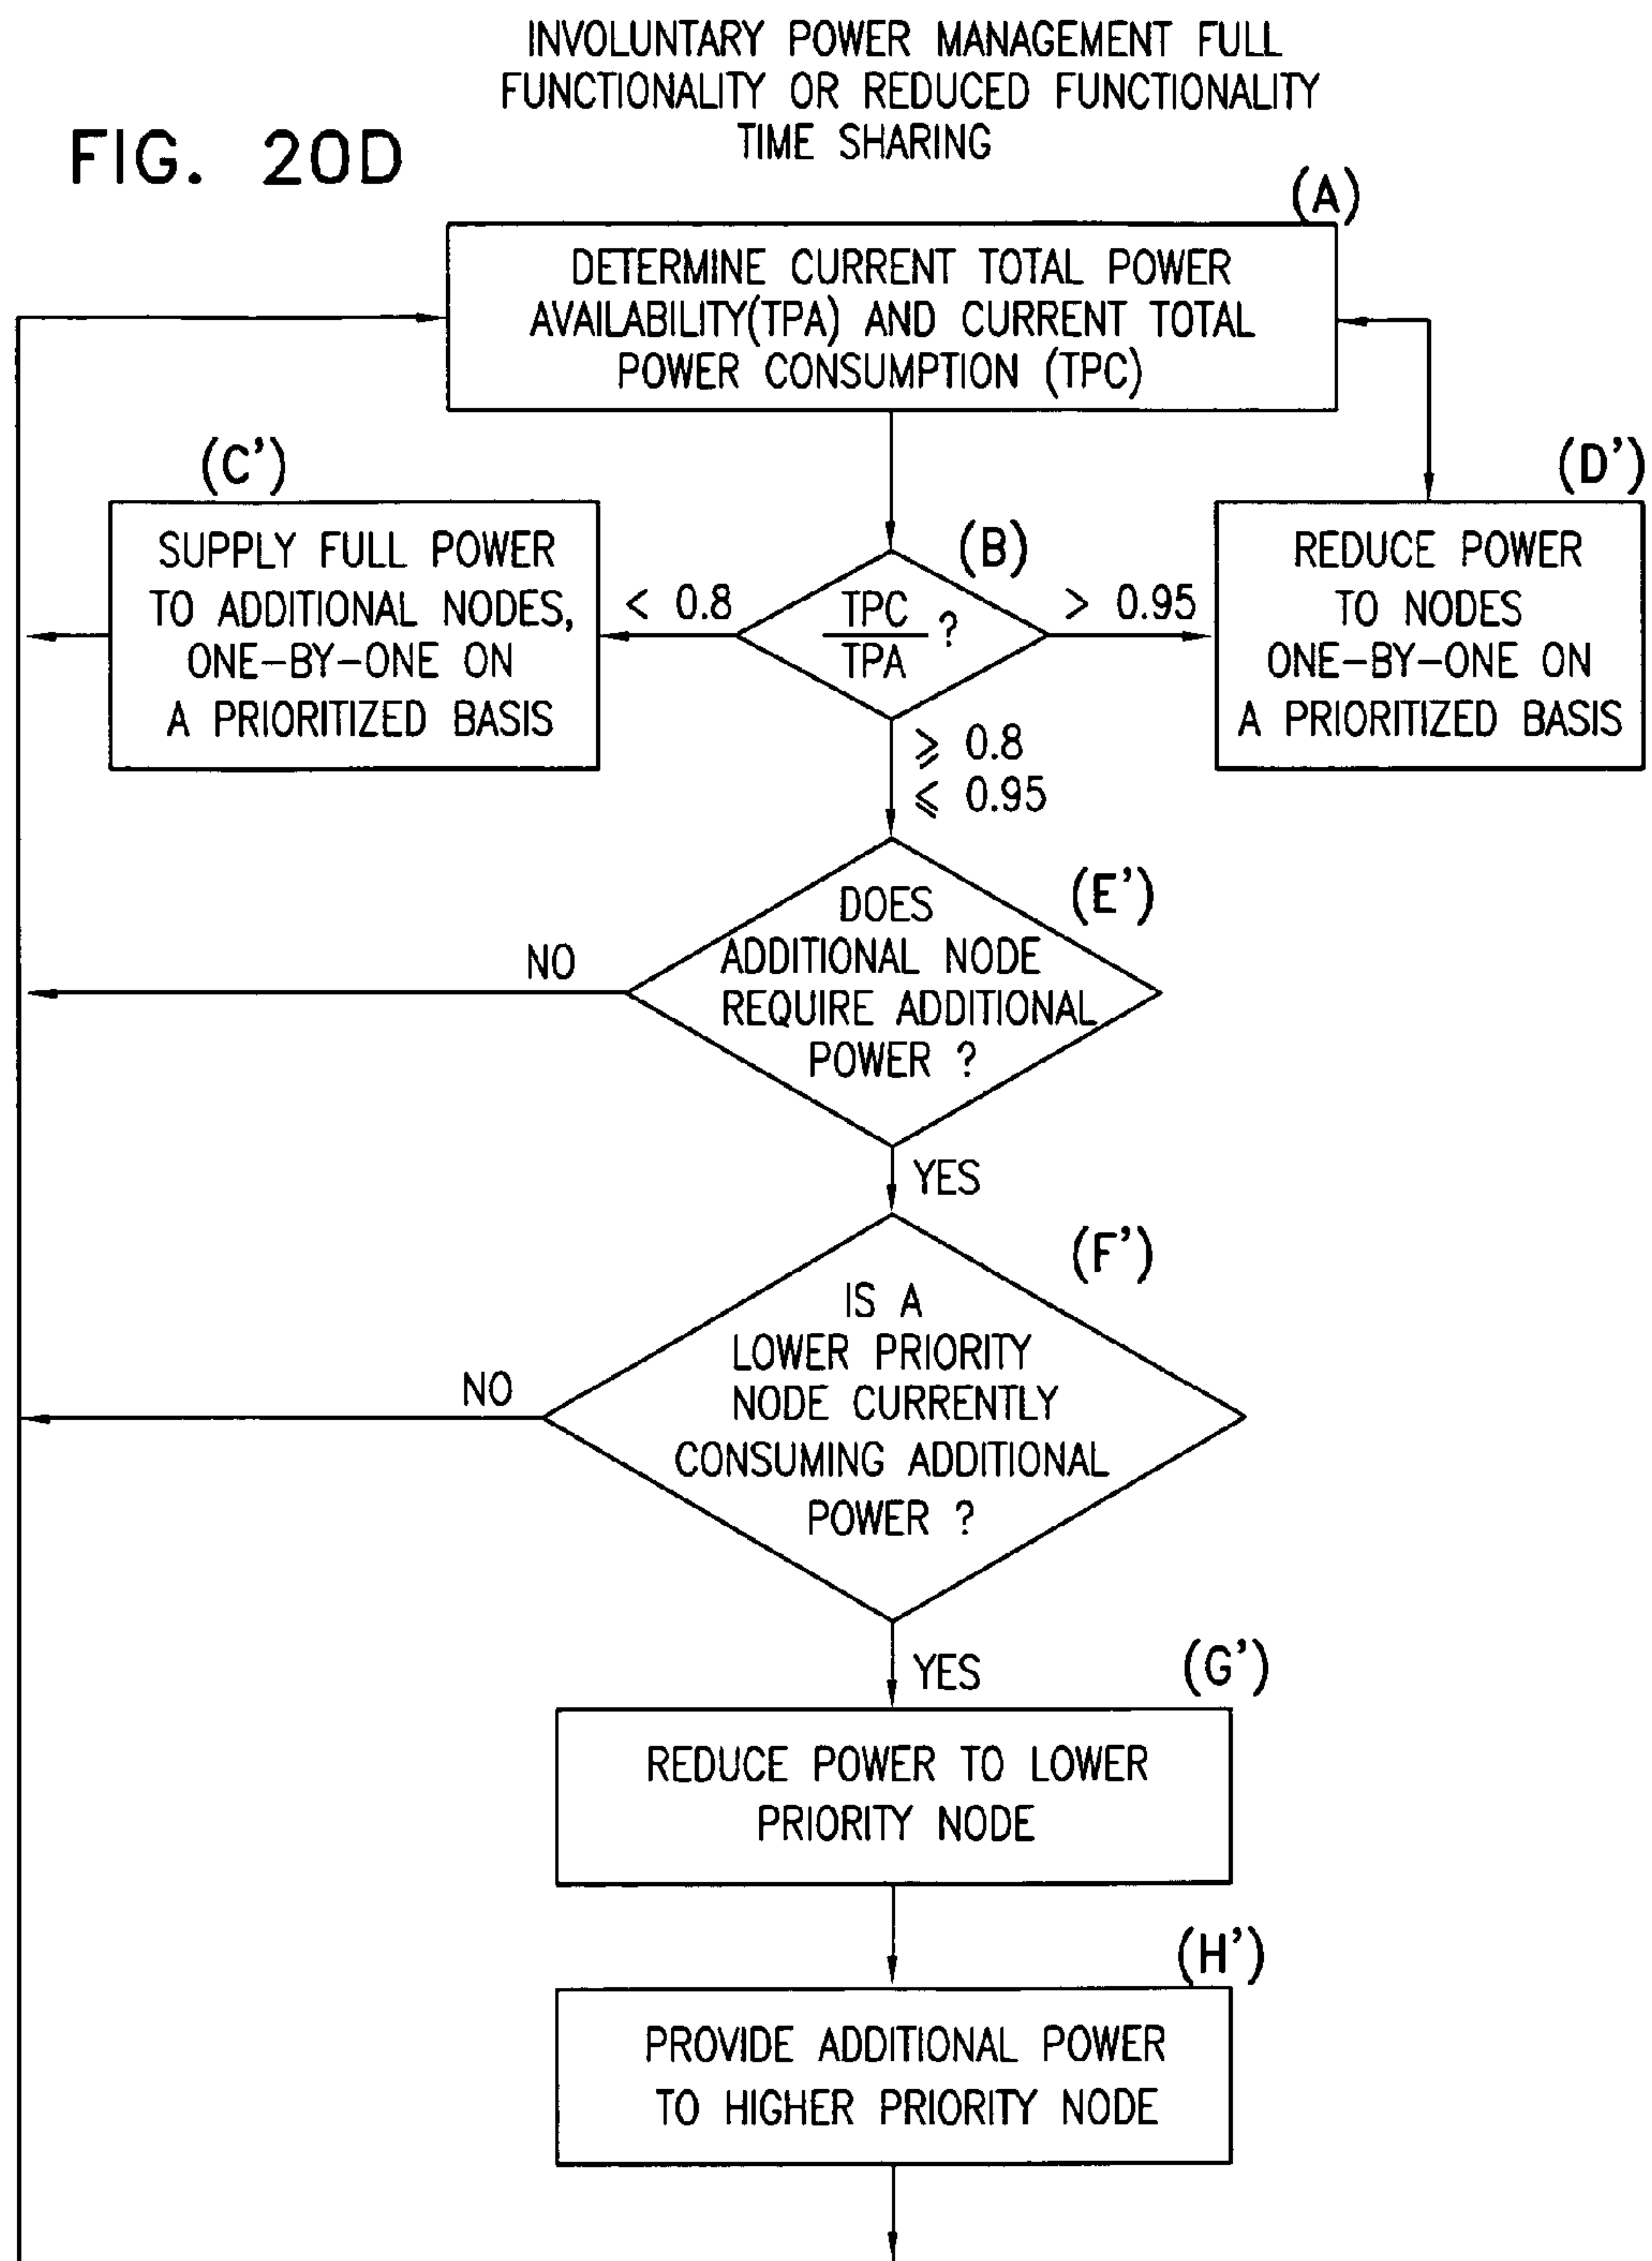 INVOLUNTARY POWER MANAGEMENT FULL
FUNCTIONALITY OR REDUCED FUNCTIONALITY
TIME SHARING
FIG. 20D
(A)
DETERMINE CURRENT TOTAL POWER
AVAILABILITY(TPA) AND CURRENT TOTAL
POWER CONSUMPTION (TPC)
(C')
SUPPLY FULL POWER
TO ADDITIONAL NODES,
ONE-BY-ONE ON
A PRIORITIZED BASIS
< 0.8
(B)
TPC
TPA
?
> 0.95
(D')
REDUCE POWER
TO NODES
ONE-BY-ONE ON
A PRIORITIZED BASIS
⩾ 0.8
⩽ 0.95
(E')
DOES
ADDITIONAL NODE
REQUIRE ADDITIONAL
POWER ?
NO
YES
(F')
IS A
LOWER PRIORITY
NODE CURRENTLY
CONSUMING ADDITIONAL
POWER ?
NO
YES
(G')
REDUCE POWER TO LOWER
PRIORITY NODE
(H')
PROVIDE ADDITIONAL POWER
TO HIGHER PRIORITY NODE